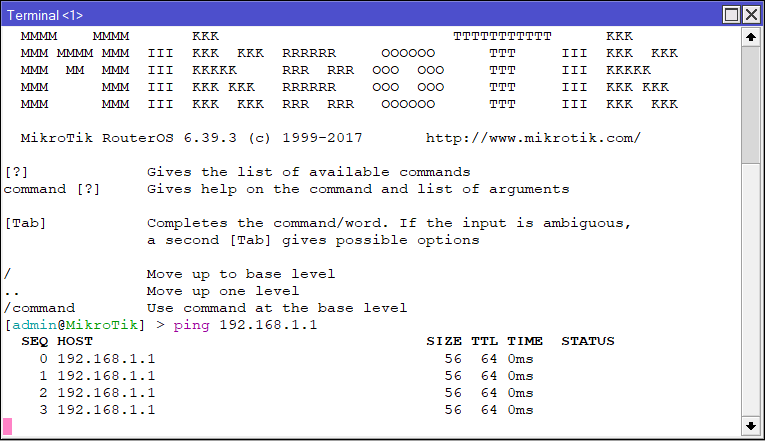 Terminal <1>
MMMM    MMMM       KKK                          TTTTTTTTTTT      KKK
MMM MMMM MMM  III  KKK  KKK  RRRRRR     OOOOOO      TTT     III  KKK  KKK
MMM  MM  MMM  III  KKKKK     RRR  RRR  OOO  OOO     TTT     III  KKKKK
MMM      MMM  III  KKK KKK   RRRRRR    OOO  OOO     TTT     III  KKK KKK
MMM      MMM  III  KKK  KKK  RRR  RRR   OOOOOO      TTT     III  KKK  KKK
MikroTik RouterOS 6.39.3 (c) 1999-2017       http://www.mikrotik.com/
[?]             Gives the list of available commands
command [?]     Gives help on the command and list of arguments
[Tab]           Completes the command/word. If the input is ambiguous,
a second [Tab] gives possible options
/               Move up to base level
..              Move up one level
/command        Use command at the base level
[admin@MikroTik] > ping 192.168.1.1
SEQ HOST                                     SIZE TTL TIME  STATUS
0 192.168.1.1                                56  64 0ms
1 192.168.1.1                                56  64 0ms
2 192.168.1.1                                56  64 0ms
3 192.168.1.1                                56  64 0ms